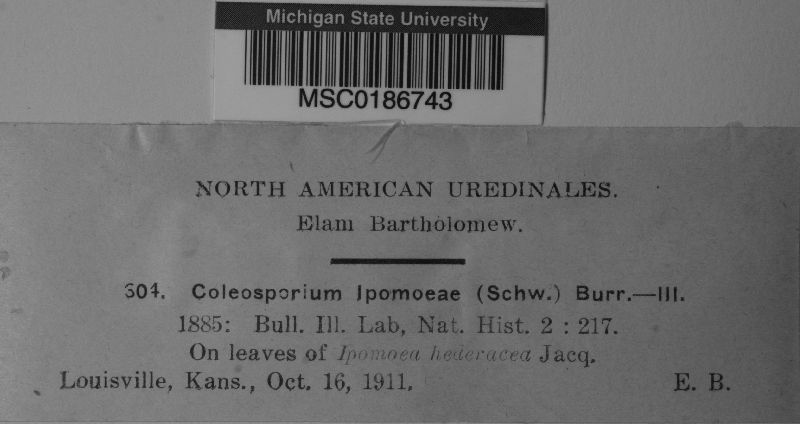 Michigan State University
MSC0186743
NORTH AMERICAN UREDINALES.
Elam Bartholomew.
304. Coleosporium Ipomoeae (Schw.) Burr.—III.
1885: Bull. Ill. Lab, Nat. Hist. 2 : 217.
On leaves of Ipomoea hederacea Jacq.
Louisville, Kans., Oct. 16, 1911. E. B.